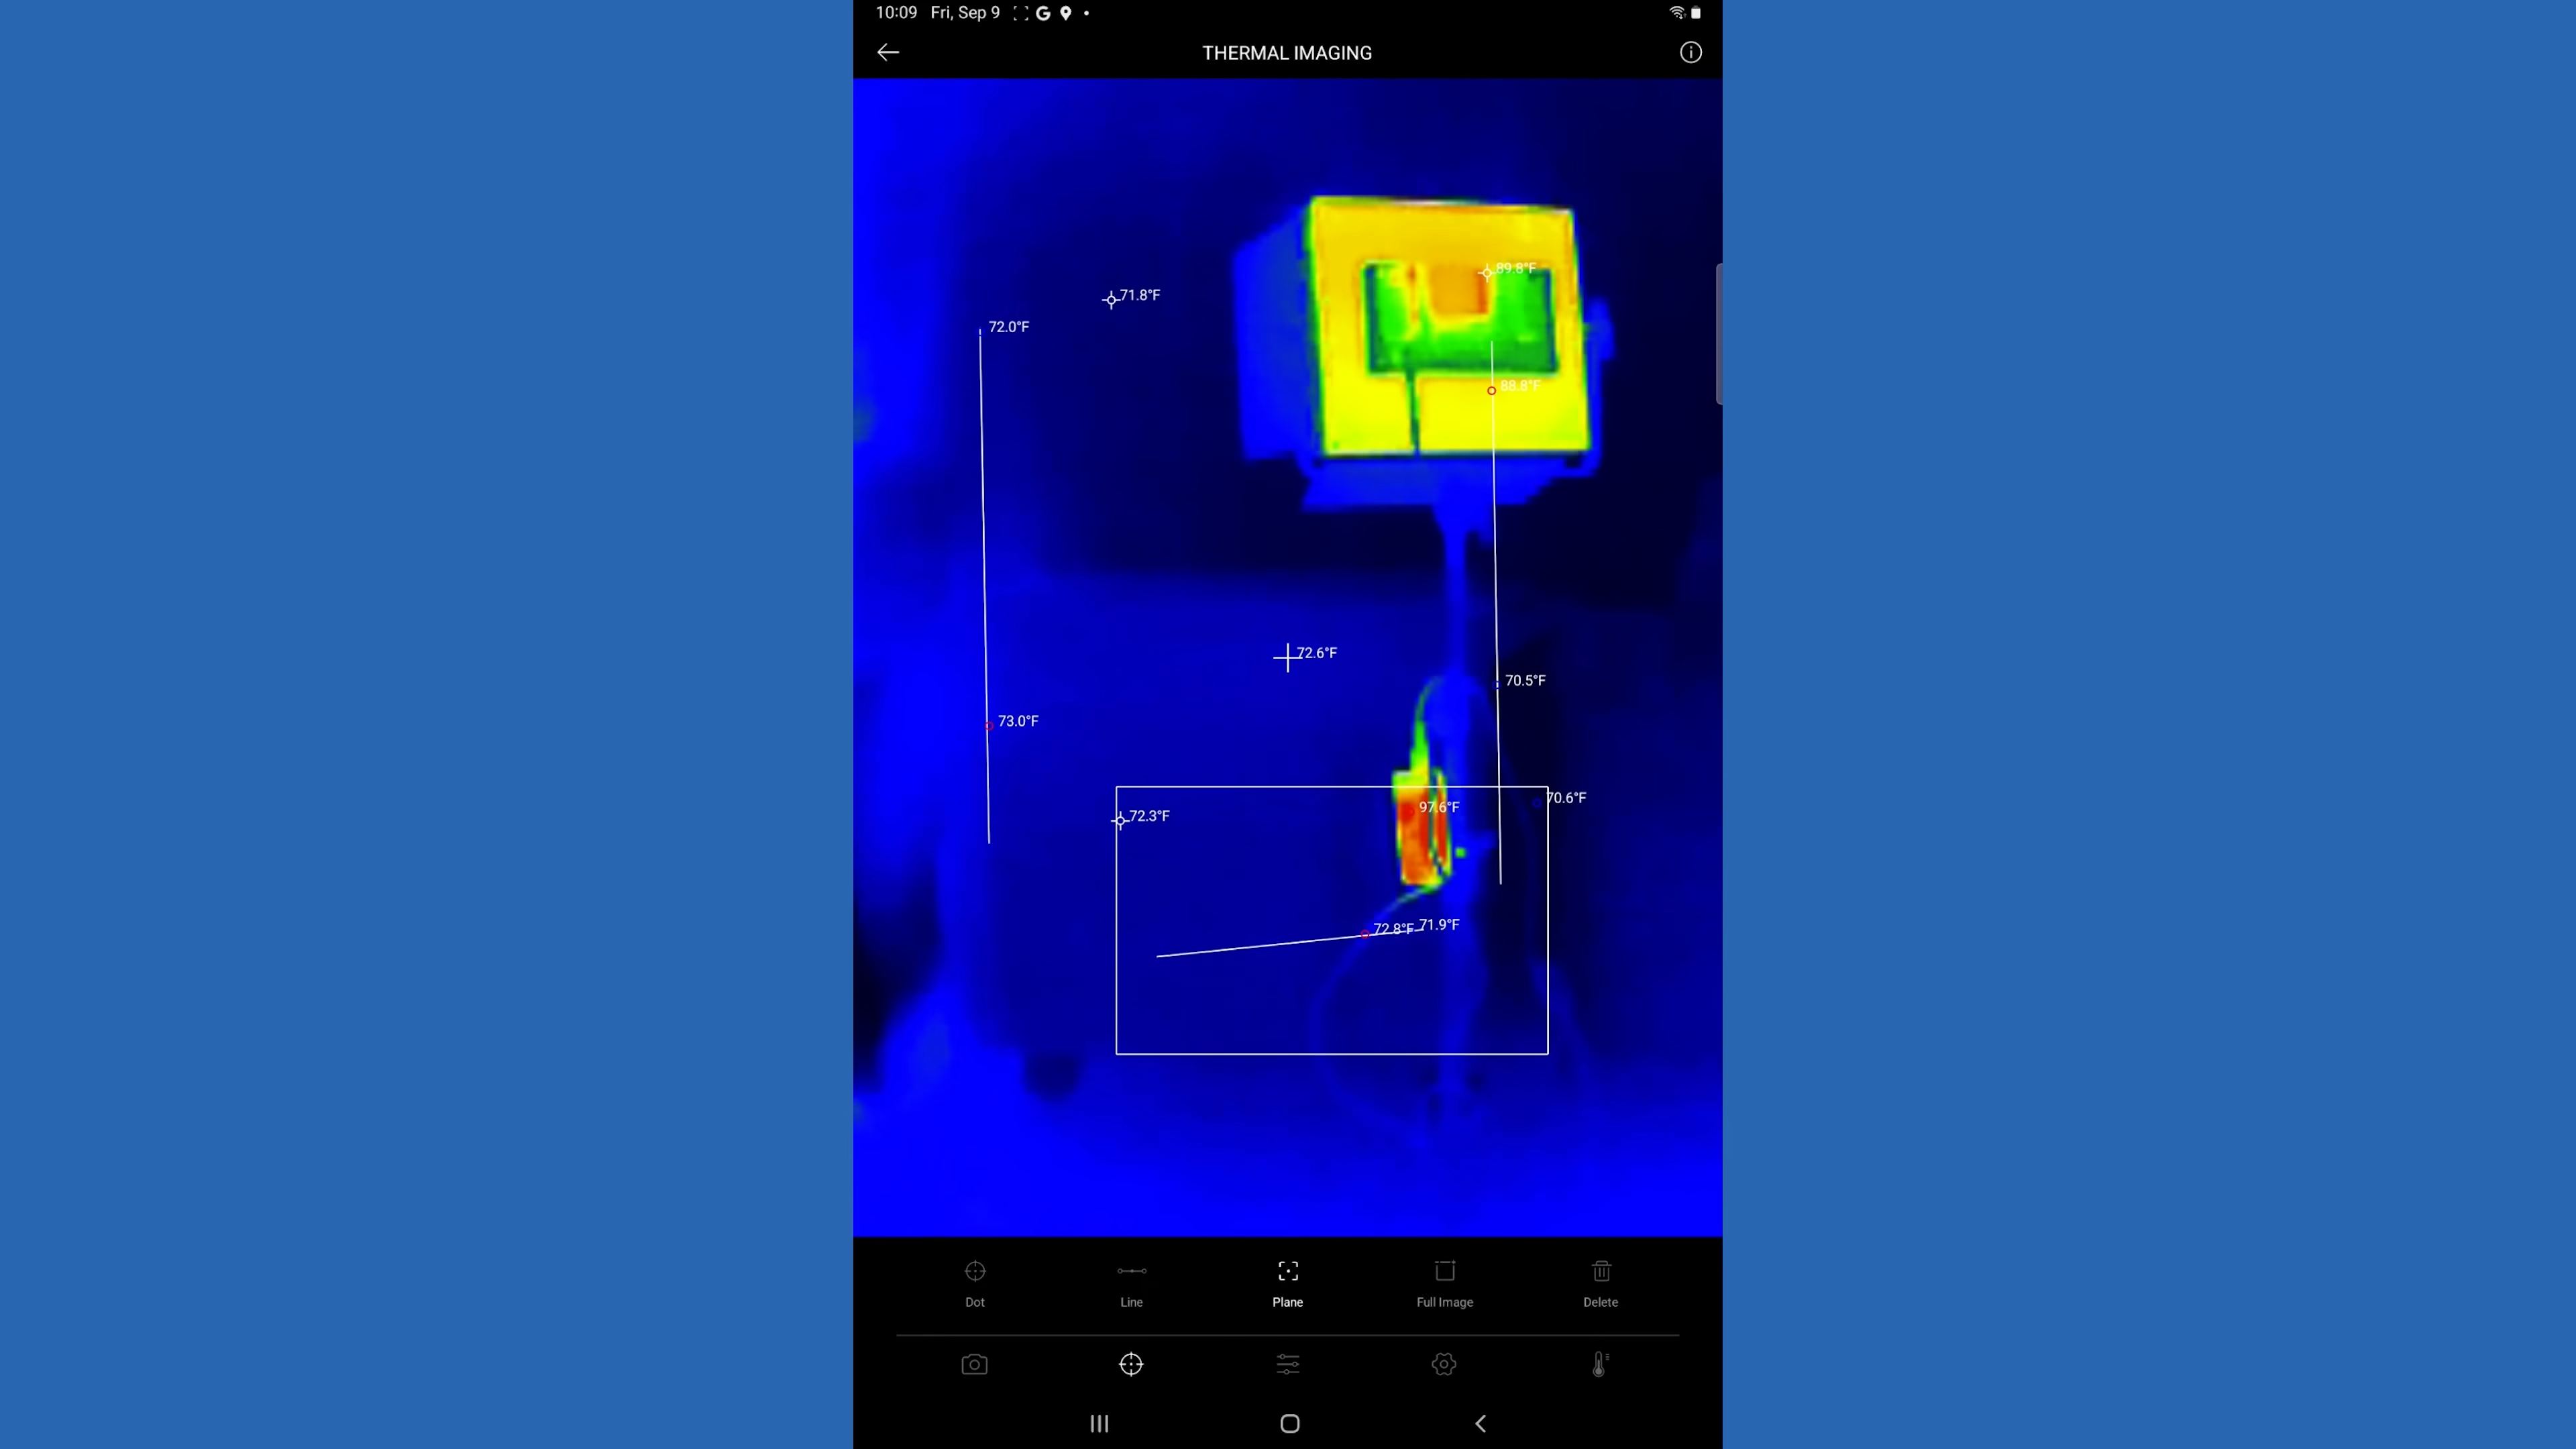 10:09 Fri, Sep 9
THERMAL IMAGING
89.8°F
71.8°F
72.0°F
88.8°F
72.6°F
70.5°F
73.0°F
70.6°F
97.6°F
72.3°F
72.8°F 71.9°F
Dot Line Plane Full Image Delete